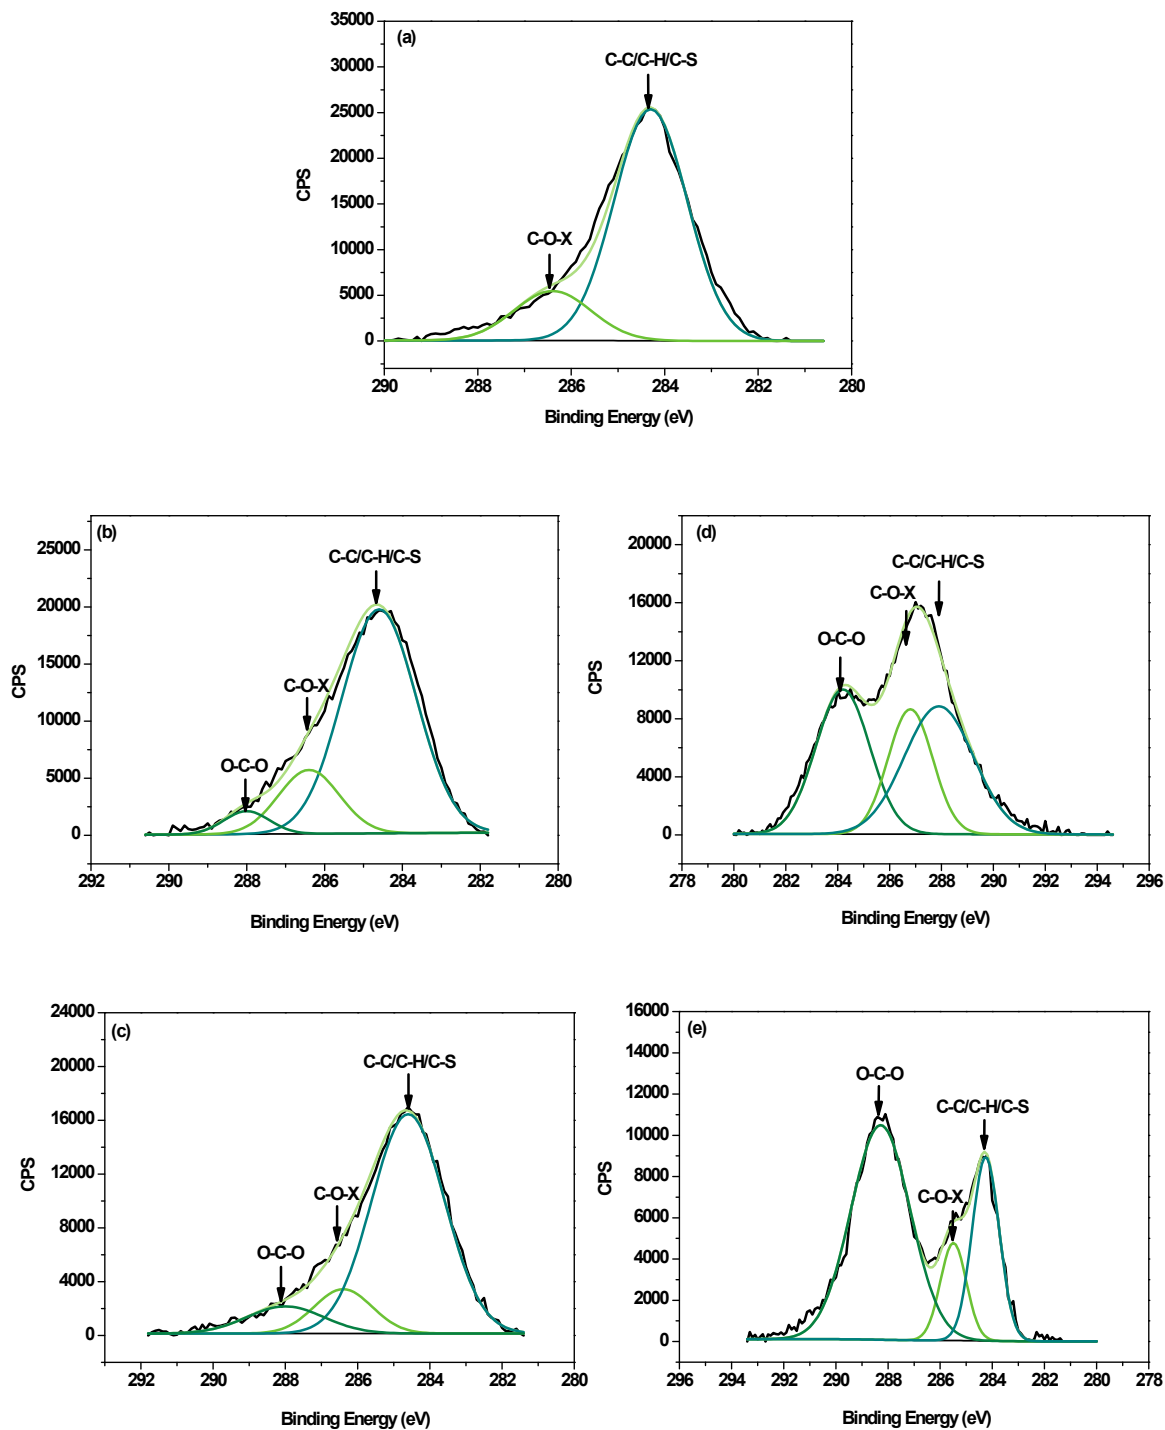 (a)
35000
30000
25000
20000
15000
10000
5000
0
CPS
C-C/C-H/C-S
C-O-X
290 288 286 284 282 280
Binding Energy (eV)
(b)
25000
20000
15000
10000
5000
0
CPS
C-C/C-H/C-S
C-O-X
O-C-O
292 290 288 286 284 282 280
Binding Energy (eV)
(d)
20000
16000
12000
8000
4000
0
CPS
C-C/C-H/C-S
C-O-X
O-C-O
278 280 282 284 286 288 290 292 294 296
Binding Energy (eV)
(c)
24000
20000
16000
12000
8000
4000
0
CPS
C-C/C-H/C-S
C-O-X
O-C-O
292 290 288 286 284 282 280
Binding Energy (eV)
(e)
16000
14000
12000
10000
8000
6000
4000
2000
0
CPS
O-C-O
C-C/C-H/C-S
C-O-X
296 294 292 290 288 286 284 282 280 278
Binding Energy (eV)